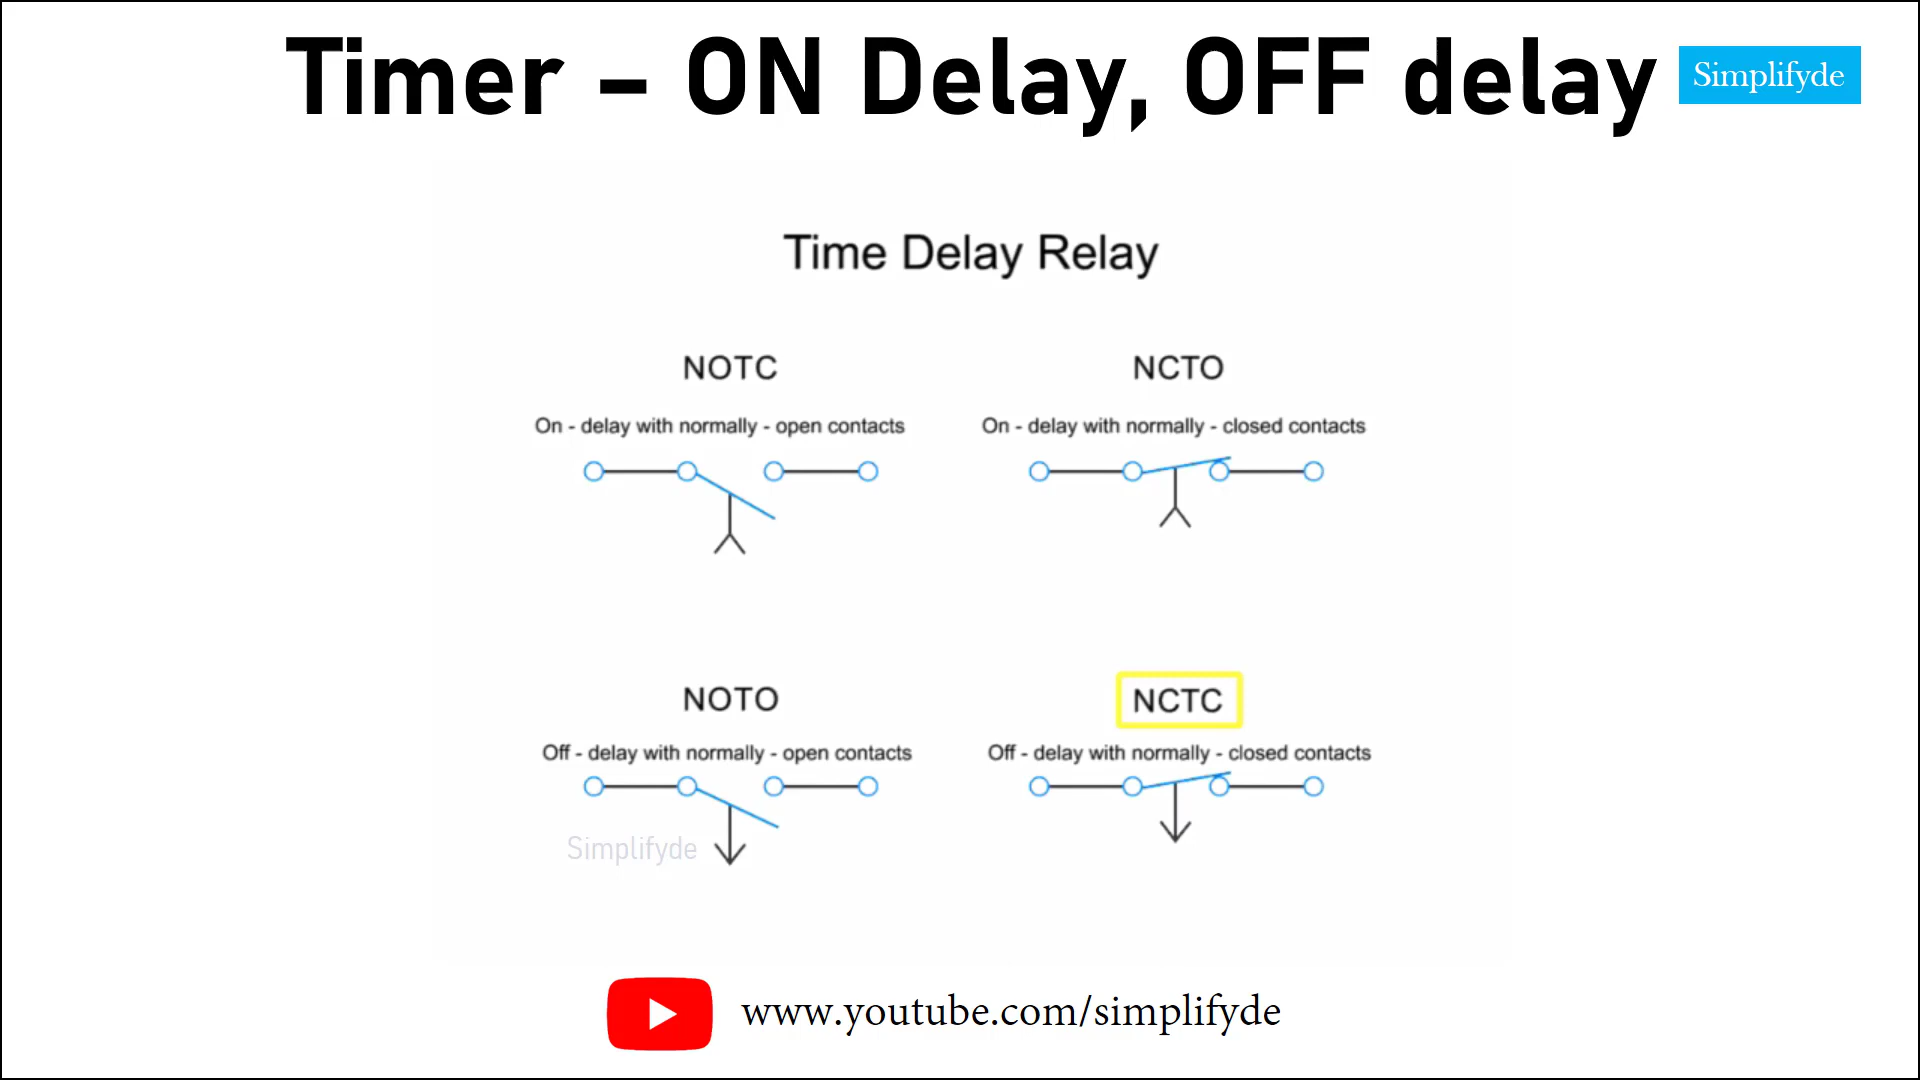 Timer – ON Delay, OFF delay
Simplifyde
Time Delay Relay
NOTC
On - delay with normally - open contacts
NCTO
On - delay with normally - closed contacts
NOTO
Off - delay with normally - open contacts
NCTC
Off - delay with normally - closed contacts
Simplifyde
www.youtube.com/simplifyde